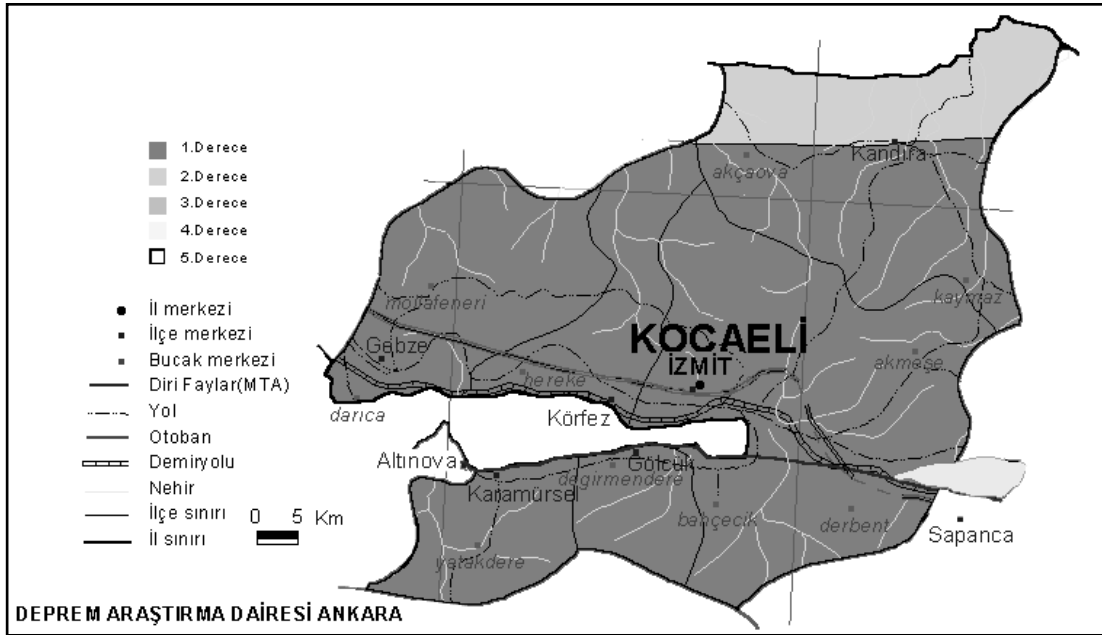 1.Derece
2.Derece
3.Derece
4.Derece
5.Derece
İl merkezi
İlçe merkezi
Bucak merkezi
Diri Faylar(MTA)
Yol
Otoban
Demiryolu
Nehir
İlçe sınırı
İl sınırı
0 5 Km
Kandıra
akçaova
kaymaz
mollafeneri
KOCAELİ
İZMİT
Gebze
akmeşe
hereke
darıca
Körfez
Altınova
Gölcük
değirmendere
Karamürsel
bahçecik
derbent
Sapanca
yalakdere
DEPREM ARAŞTIRMA DAİRESİ ANKARA